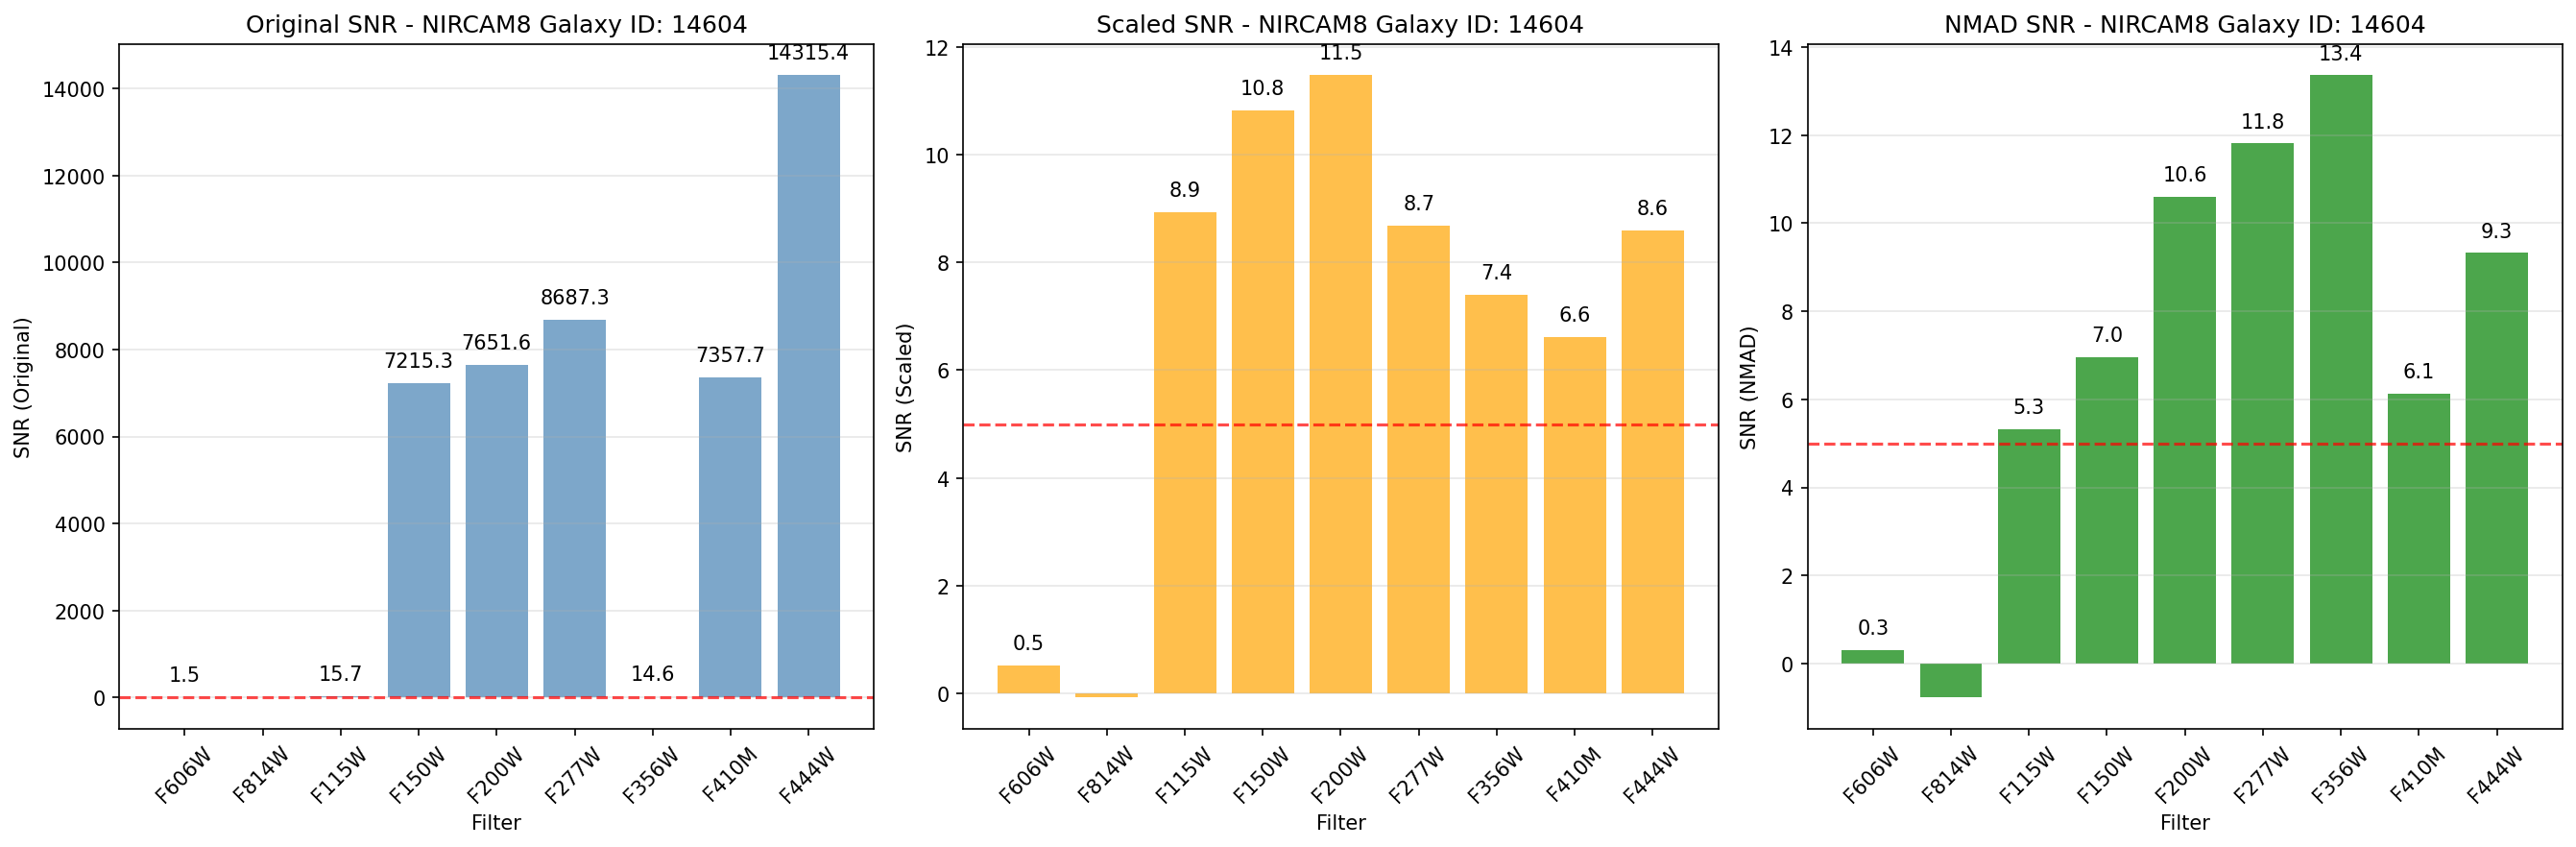 Original SNR - NIRCAM8 Galaxy ID: 14604
SNR (Original)
14000
12000
10000
8000
6000
4000
2000
0
1.5
15.7
7215.3
7651.6
8687.3
14.6
7357.7
14315.4
F606W
F814W
F115W
F150W
F200W
F277W
F356W
F410M
F444W
Filter
Scaled SNR - NIRCAM8 Galaxy ID: 14604
SNR (Scaled)
12
10
8
6
4
2
0
0.5
8.9
10.8
11.5
8.7
7.4
6.6
8.6
F606W
F814W
F115W
F150W
F200W
F277W
F356W
F410M
F444W
Filter
NMAD SNR - NIRCAM8 Galaxy ID: 14604
SNR (NMAD)
14
12
10
8
6
4
2
0
0.3
5.3
7.0
10.6
11.8
13.4
6.1
9.3
F606W
F814W
F115W
F150W
F200W
F277W
F356W
F410M
F444W
Filter